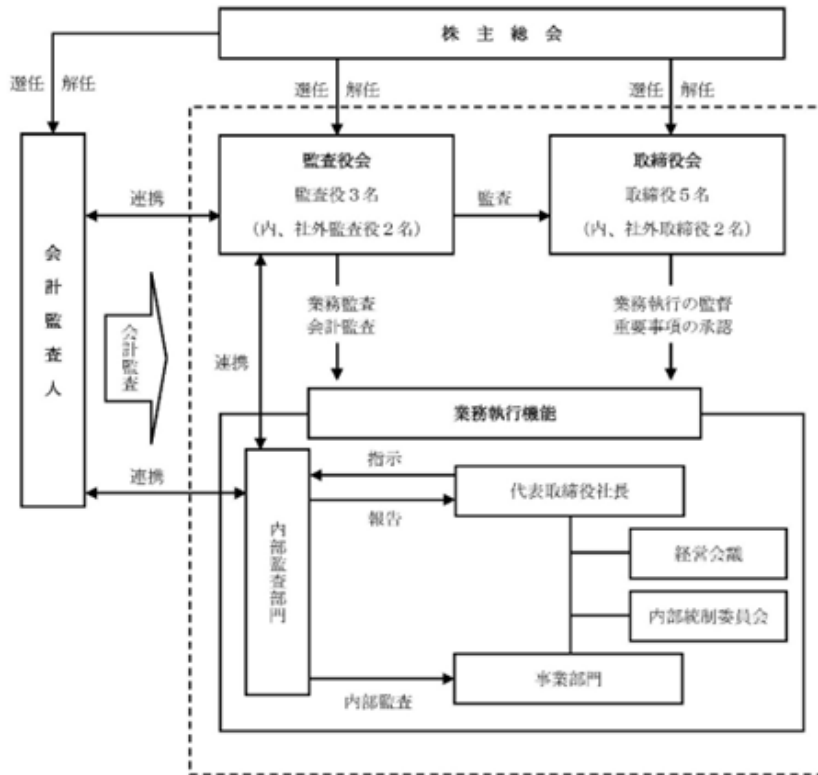 株主総会
選任 解任
選任 解任
選任 解任
監査役会
監査役3名
(内、社外監査役2名)
取締役会
取締役5名
(内、社外取締役2名)
連携
監査
会計監査人
会計監査
業務監査
会計監査
業務執行の監督
重要事項の承認
連携
業務執行機能
連携
指示
報告
代表取締役社長
内部監査部門
経営会議
内部統制委員会
事業部門
内部監査